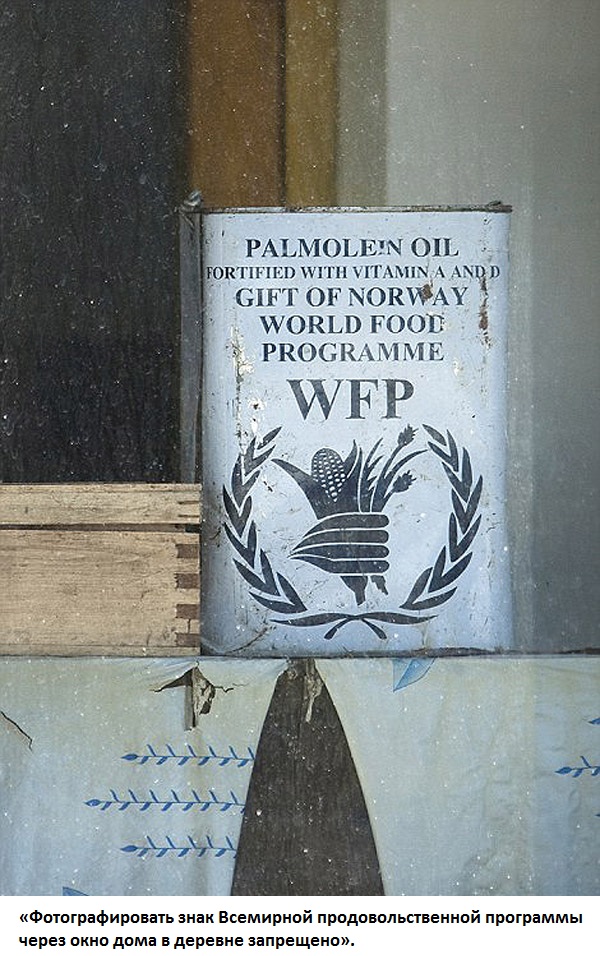 PALMOLEIN OIL
FORTIFIED WITH VITAMIN A AND D
GIFT OF NORWAY
WORLD FOOD
PROGRAMME
WFP
«Фотографировать знак Всемирной продовольственной программы
через окно дома в деревне запрещено».